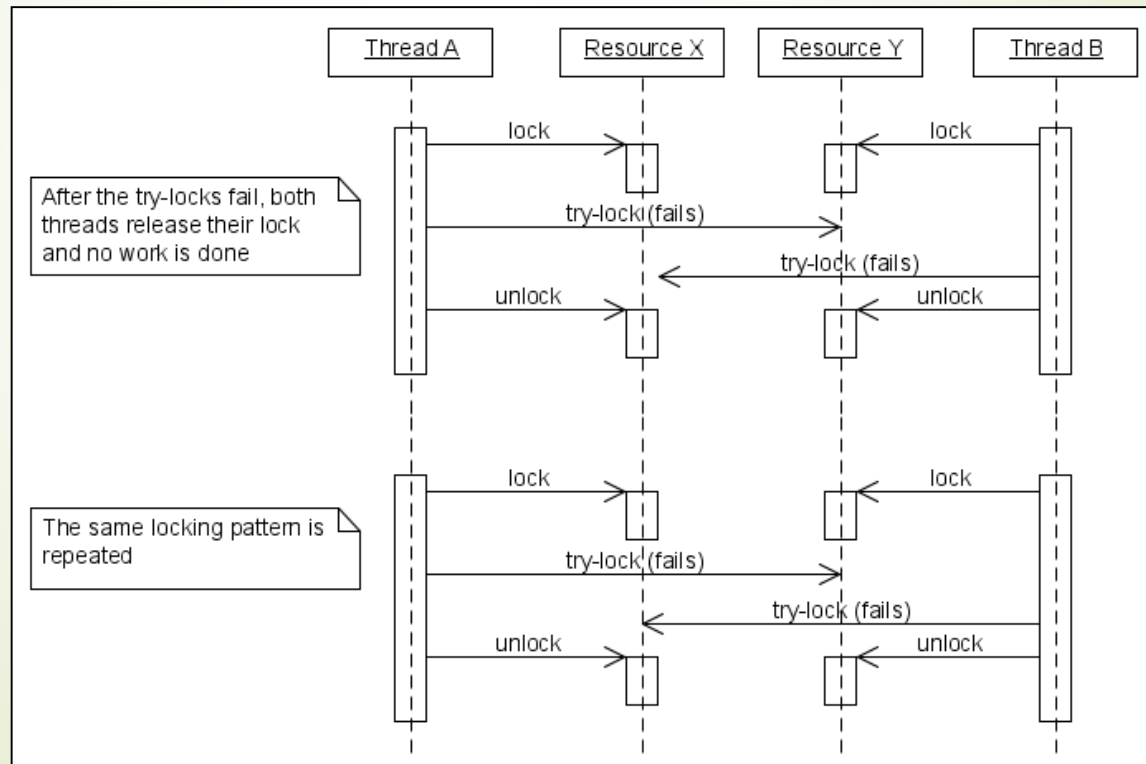 Thread A
Resource X
Resource Y
Thread B
lock
lock
After the try-locks fail, both
threads release their lock
and no work is done
try-lock (fails)
try-lock (fails)
unlock
unlock
lock
lock
The same locking pattern is
repeated
try-lock (fails)
try-lock (fails)
unlock
unlock